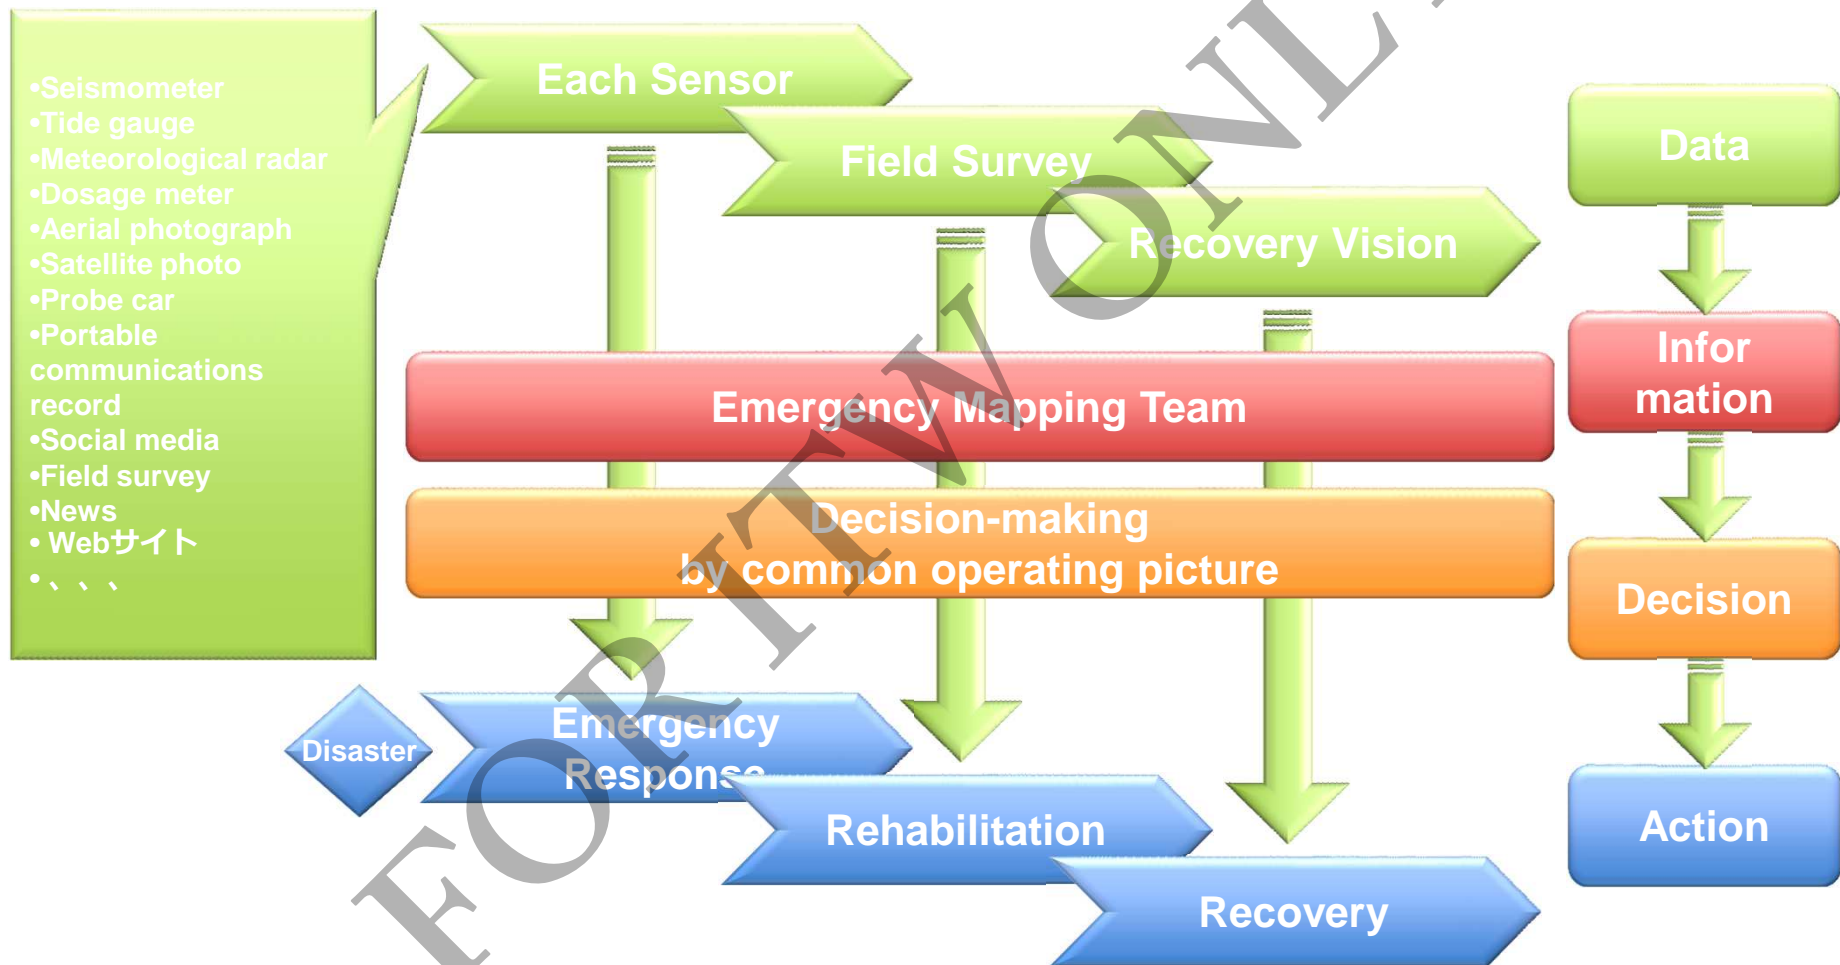 •Seismometer
•Tide gauge
•Meteorological radar
•Dosage meter
•Aerial photograph
•Satellite photo
•Probe car
•Portable
communications
record
•Social media
•Field survey
•News
• Webサイト
• 、、、
Each Sensor
Field Survey
Recovery Vision
Emergency Mapping Team
Decision-making
by common operating picture
Disaster
Emergency
Response
Rehabilitation
Recovery
Data
Infor
mation
Decision
Action
FOR ITW ONL